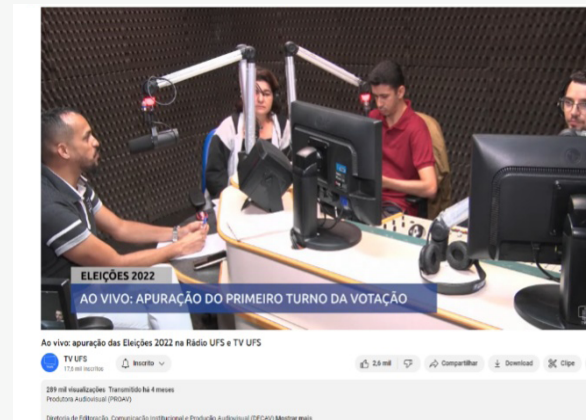 ELEIÇÕES 2022
AO VIVO: APURAÇÃO DO PRIMEIRO TURNO DA VOTAÇÃO
Ao vivo: apuração das Eleições 2022 na Rádio UFS e TV UFS
TV UFS
17,8 mil inscritos
Inscrito
2,6 mil
Compartilhar
Download
Clipe
289 mil visualizações Transmitido há 4 meses
Produtora Audiovisual (PROAV)
Diretoria de Editoração, Comunicação Institucional e Produção Audiovisual (DECAV) Mostrar mais